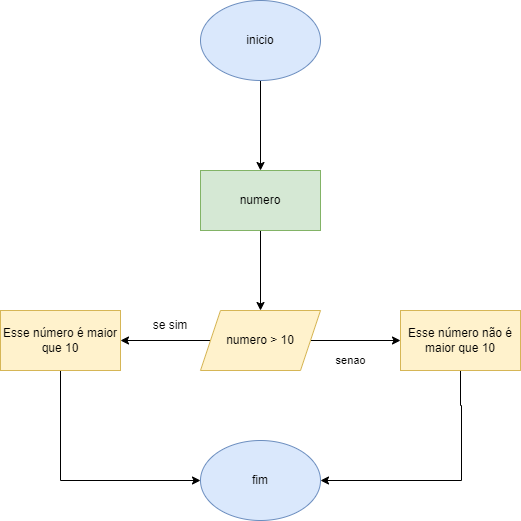 inicio
numero
Esse número é maior
que 10
se sim
numero > 10
senao
Esse número não é
maior que 10
fim